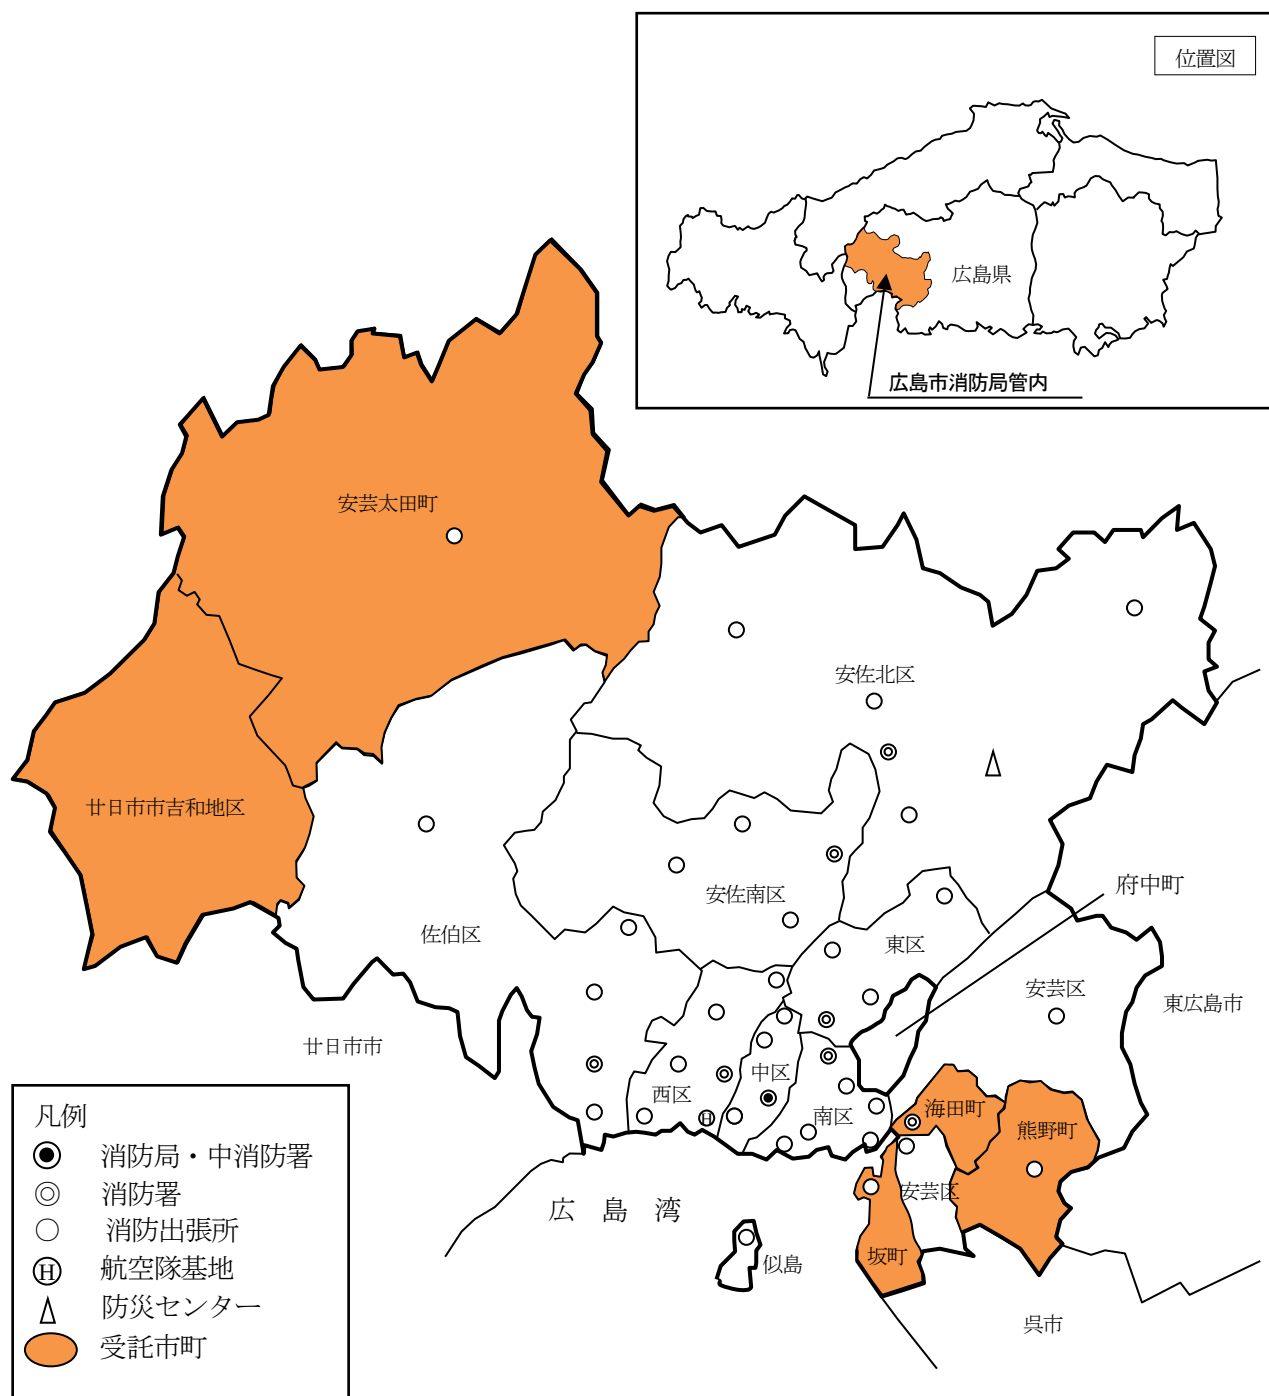 位置図
広島県
広島市消防局管内
安芸太田町
安佐北区
廿日市市吉和地区
府中町
安佐南区
佐伯区
東区
安芸区
東広島市
廿日市市
中区
西区
南区
海田町
熊野町
安芸区
坂町
広島湾
似島
呉市
凡例
消防局・中消防署
消防署
消防出張所
H
H 航空隊基地
防災センター
受託市町